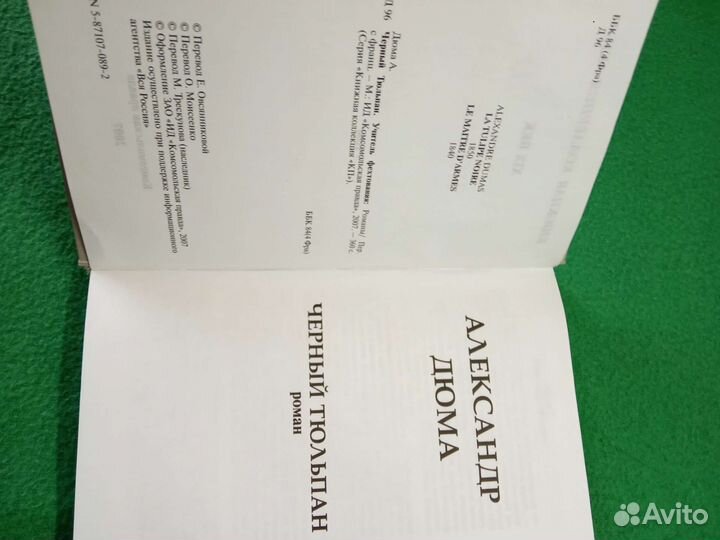 ББК 84 (4 Фра)
Д 96
ALEXANDRE DUMAS
LA TULIPE NOIRE
1850
LE MAITRE D'ARMES
1840
Дюма А.
Д 96
Черный Тюльпан: Учитель фехтования: Романы/ Пер.
с франц. – М.: ИД «Комсомольская правда», 2007. – 360 с.
(Серия «Книжная коллекция «КП»).
ББК 84(4 Фра)
© Перевод Е. Овсянниковой
© Перевод О. Моисеенко
© Перевод М. Трескунова (наследник)
© Оформление ЗАО «ИД «Комсомольская правда», 2007
Издание осуществлено при поддержке информационного
агентства «Вся Россия»
N 5-87107-089-2
АЛЕКСАНДР
ДЮМА
ЧЕРНЫЙ ТЮЛЬПАН
роман
Avito